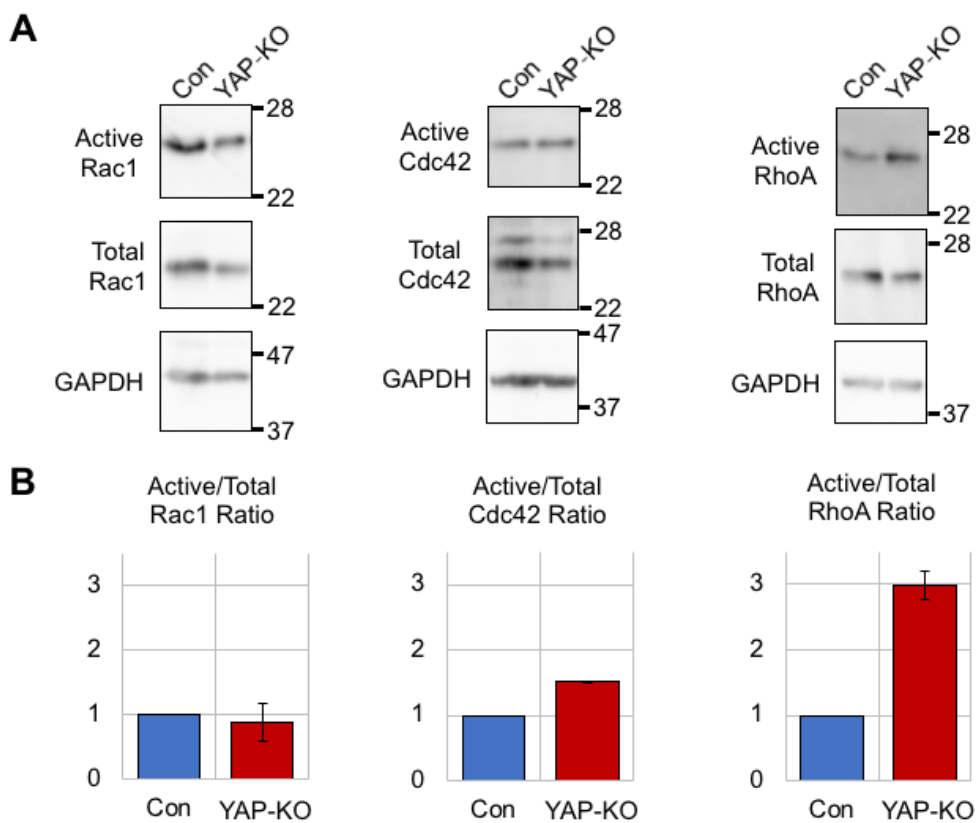 A
Con YAP-KO
Active
Rac1
28
22
Total
Rac1
22
GAPDH
47
37
Con YAP-KO
Active
Cdc42
28
22
Total
Cdc42
28
22
GAPDH
47
37
Con YAP-KO
Active
RhoA
28
22
Total
RhoA
28
GAPDH
37
B
Active/Total
Rac1 Ratio
3
2
1
0
Con YAP-KO
Active/Total
Cdc42 Ratio
3
2
1
0
Con YAP-KO
Active/Total
RhoA Ratio
3
2
1
0
Con YAP-KO